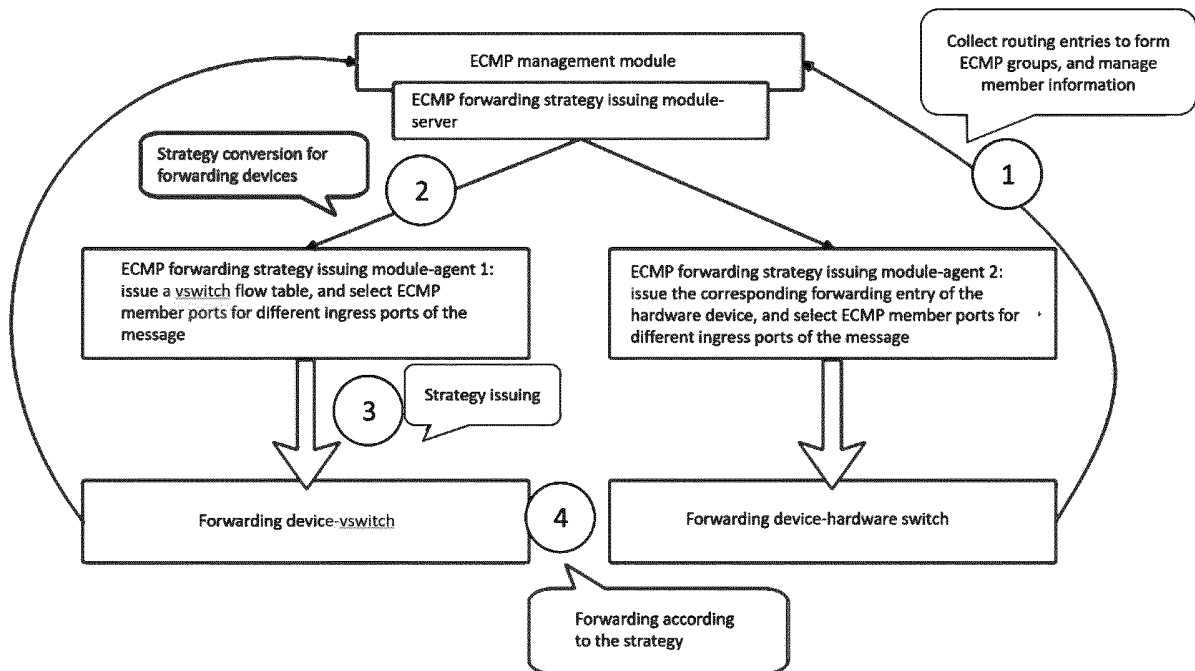 ECMP management module
ECMP forwarding strategy issuing module-
server
Collect routing entries to form
ECMP groups, and manage
member information
1
Strategy conversion for
forwarding devices
2
ECMP forwarding strategy issuing module-agent 1:
issue a vswitch flow table, and select ECMP
member ports for different ingress ports of the
message
ECMP forwarding strategy issuing module-agent 2:
issue the corresponding forwarding entry of the
hardware device, and select ECMP member ports for
different ingress ports of the message
3
Strategy issuing
Forwarding device-vswitch
4
Forwarding device-hardware switch
Forwarding according
to the strategy